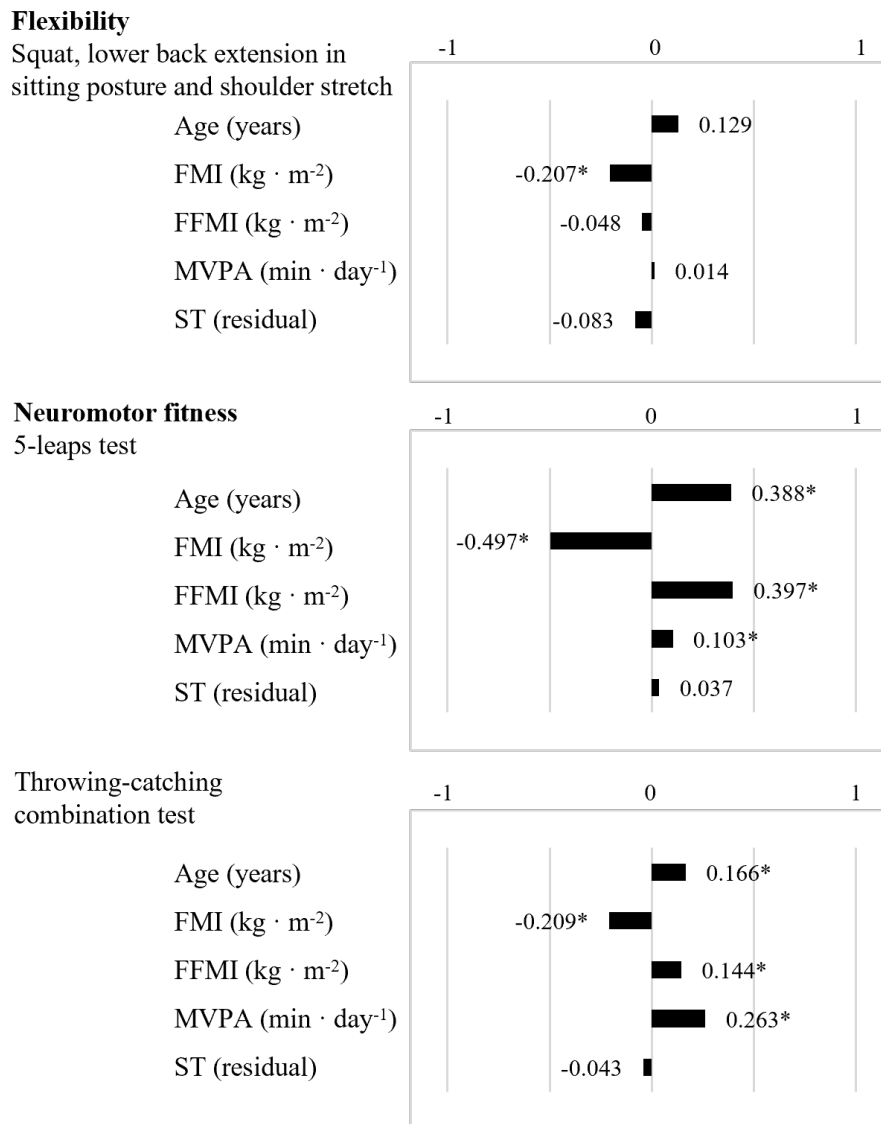 Flexibility
Squat, lower back extension in
sitting posture and shoulder stretch
-1 0 1
Age (years) 0.129
FMI (kg · m⁻²) -0.207*
FFMI (kg · m⁻²) -0.048
MVPA (min · day⁻¹) 0.014
ST (residual) -0.083
Neuromotor fitness
5-leaps test
-1 0 1
Age (years) 0.388*
FMI (kg · m⁻²) -0.497*
FFMI (kg · m⁻²) 0.397*
MVPA (min · day⁻¹) 0.103*
ST (residual) 0.037
Throwing-catching
combination test
-1 0 1
Age (years) 0.166*
FMI (kg · m⁻²) -0.209*
FFMI (kg · m⁻²) 0.144*
MVPA (min · day⁻¹) 0.263*
ST (residual) -0.043